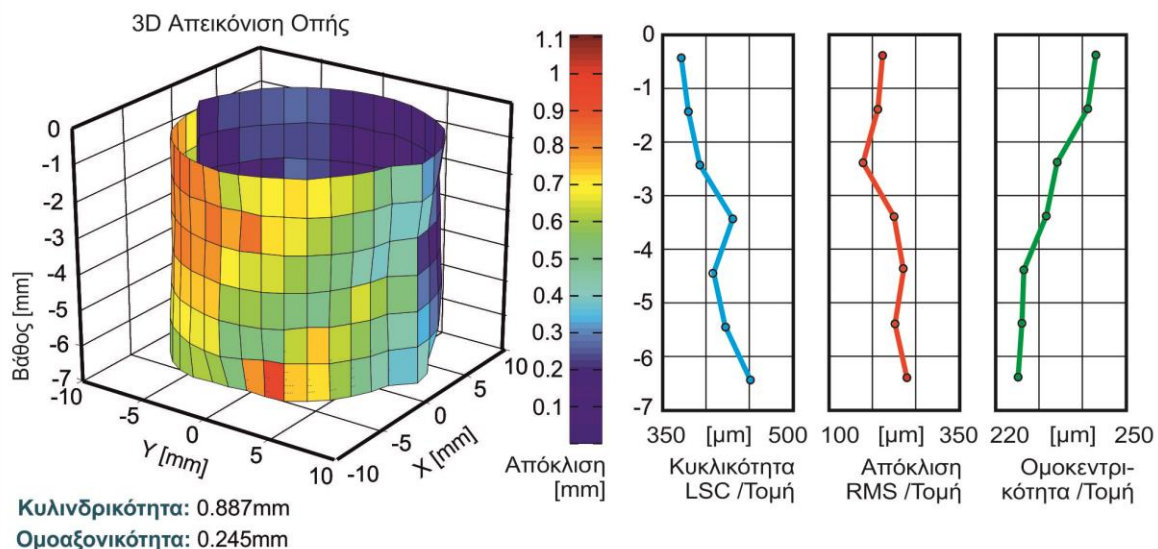 3D Απεικόνιση Οπής
0
-1
-2
-3
-4
-5
-6
-7
Βάθος [mm]
-10
-5
0
5
10
Y [mm]
-10
-5
0
5
10
X [mm]
1.1
1
0.9
0.8
0.7
0.6
0.5
0.4
0.3
0.2
0.1
Απόκλιση
[mm]
0
-1
-2
-3
-4
-5
-6
-7
350 [µm] 500
Κυκλικότητα
LSC /Τομή
100 [µm] 350
Απόκλιση
RMS /Τομή
220 [µm] 250
Ομοκεντρι-
κότητα /Τομή
Κυλινδρικότητα: 0.887mm
Ομοαξονικότητα: 0.245mm